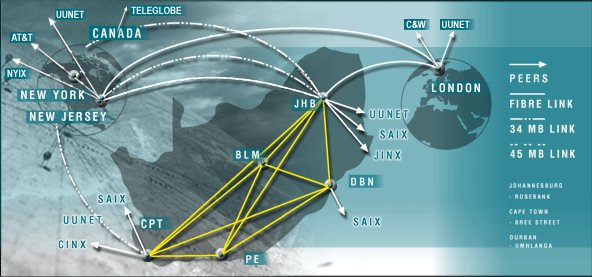 UUNET
TELEGLOBE
AT&T
CANADA
NYIX
NEW YORK
NEW JERSEY
C&W
UUNET
LONDON
JHB
UUNET
SAIX
JINX
BLM
DBN
SAIX
SAIX
UUNET
CPT
CINX
PE
PEERS
FIBRE LINK
34 MB LINK
45 MB LINK
JOHANNESBURG
- ROSEBANK
CAPE TOWN
- BREE STREET
DURBAN
- UMHLANGA